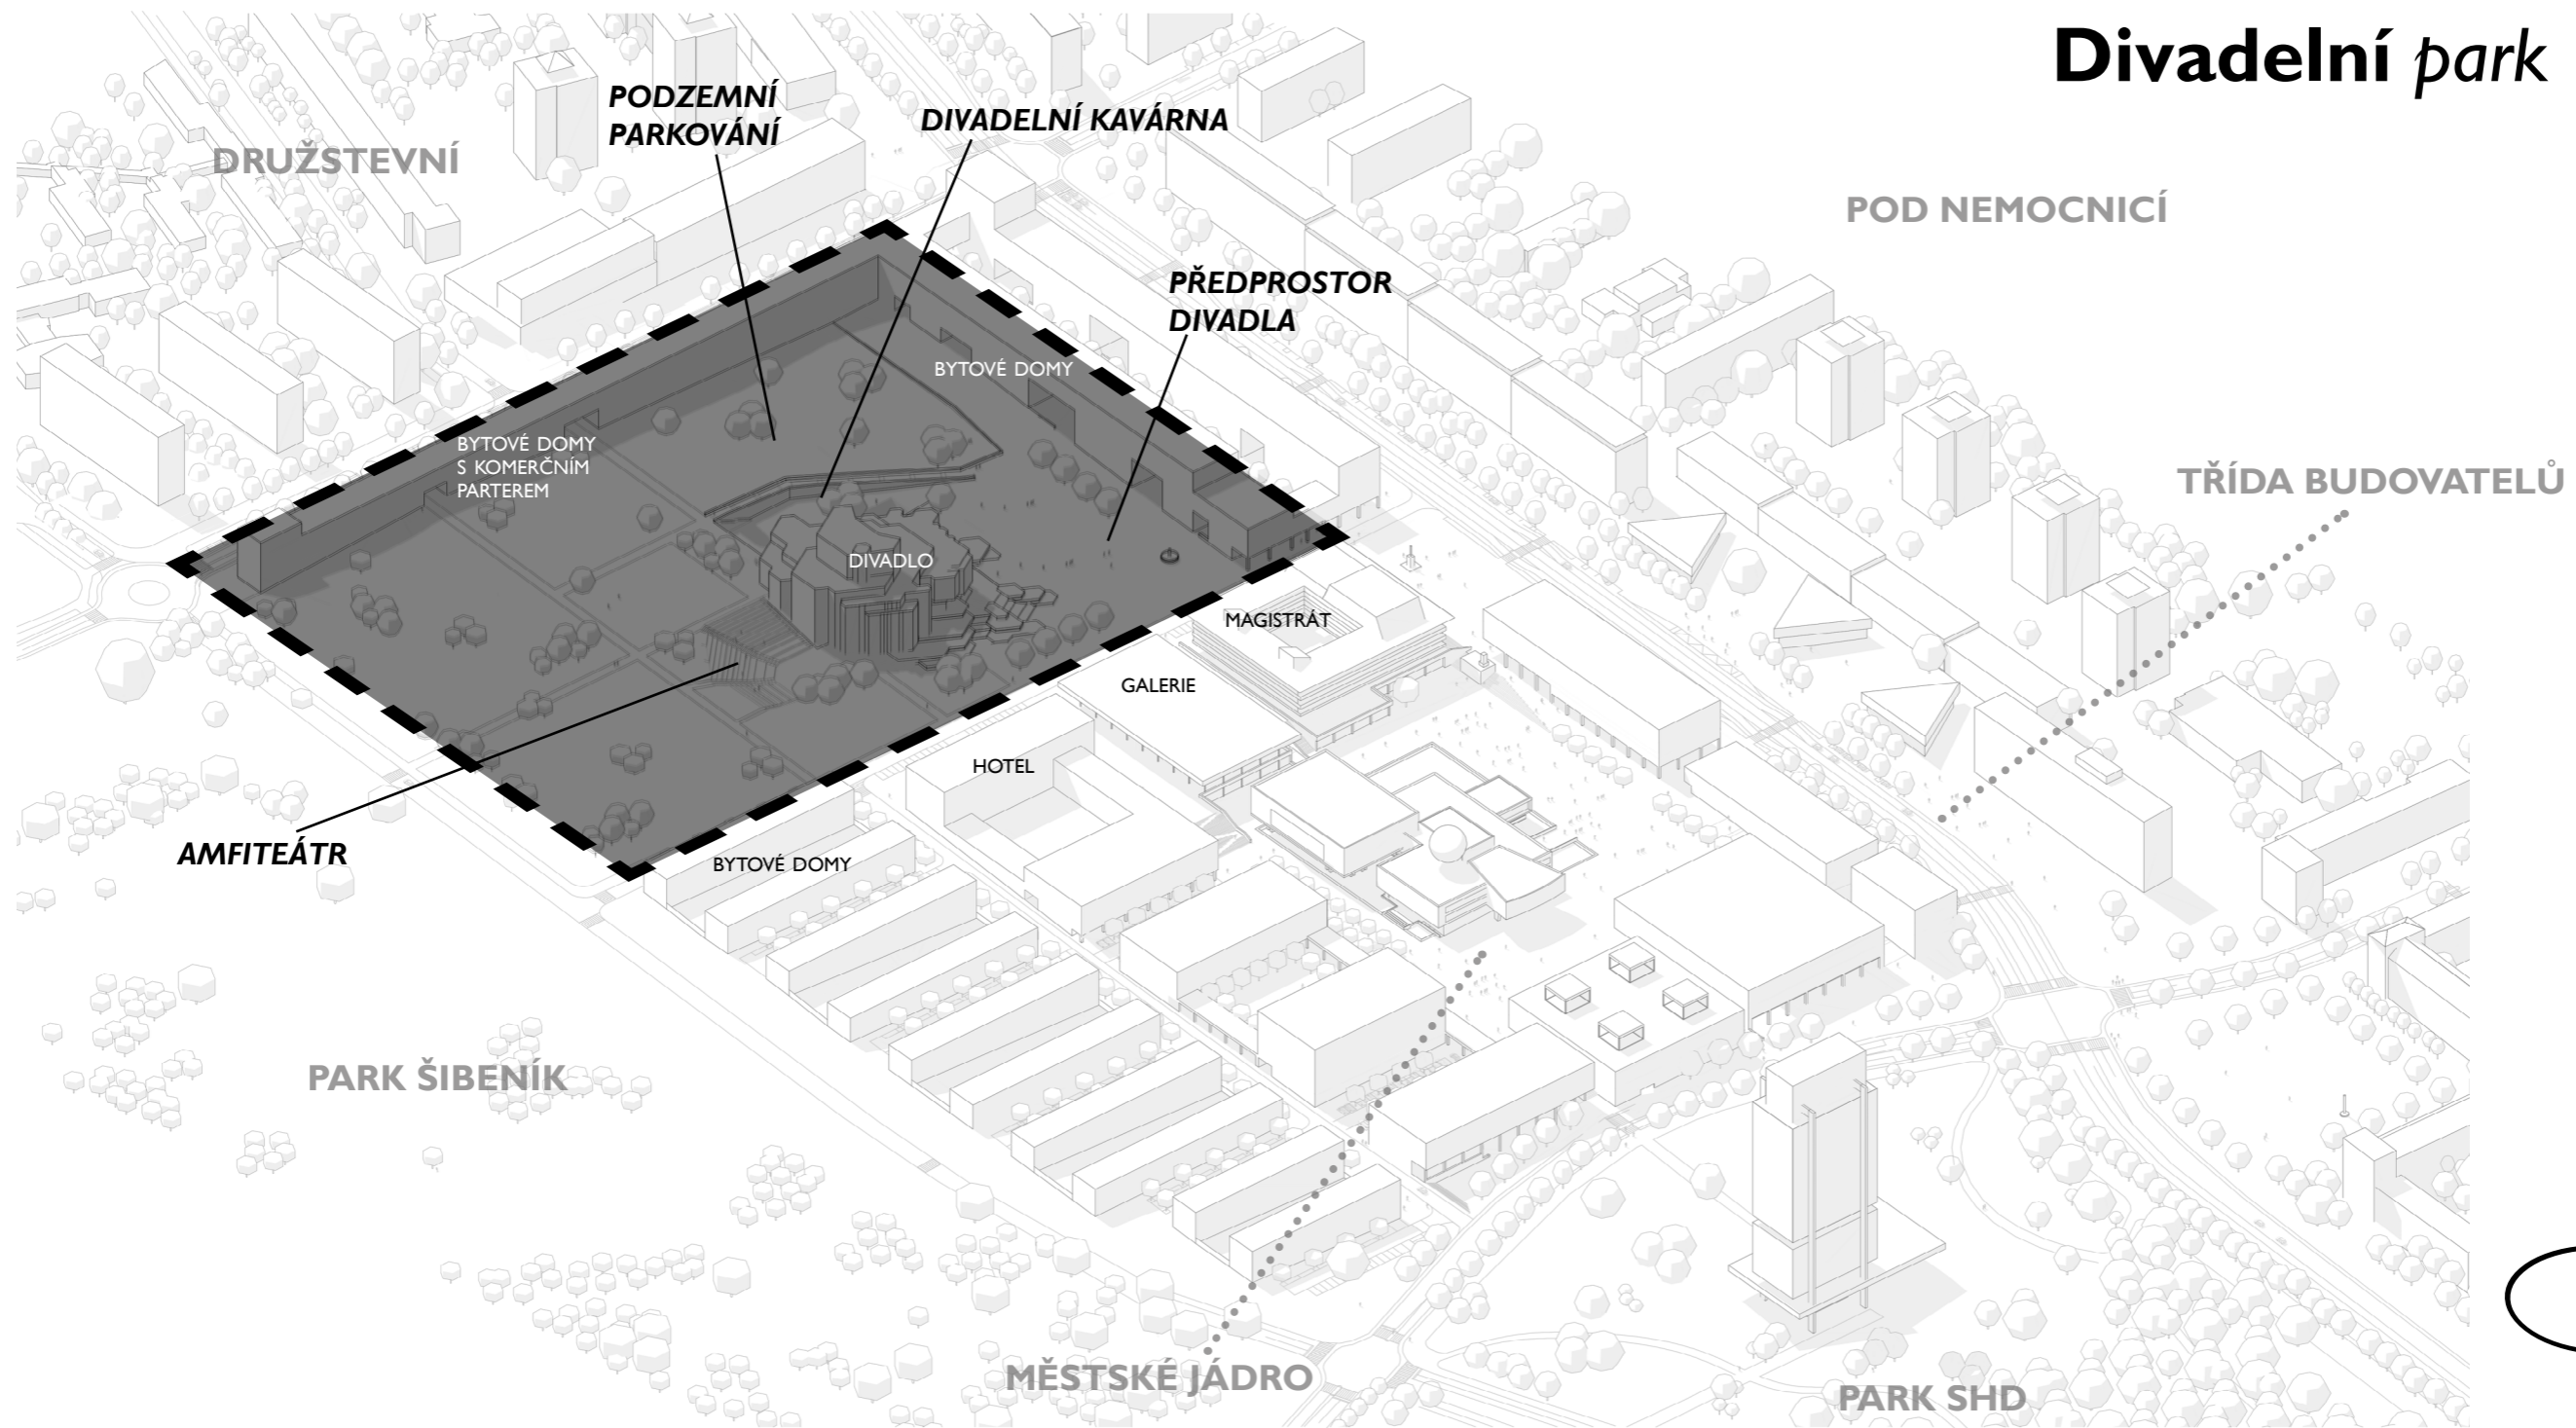 Divadelní park
PODZEMNÍ
PARKOVÁNÍ
DIVADELNÍ KAVÁRNA
DRUŽSTEVNÍ
POD NEMOCNICÍ
PŘEDPROSTOR
DIVADLA
BYTOVÉ DOMY
BYTOVÉ DOMY
S KOMERČNÍM
PARTEREM
TŘÍDA BUDOVATELŮ
DIVADLO
MAGISTRÁT
GALERIE
HOTEL
AMFITEÁTR
BYTOVÉ DOMY
PARK ŠIBENÍK
MĚSTSKÉ JÁDRO
PARK SHD